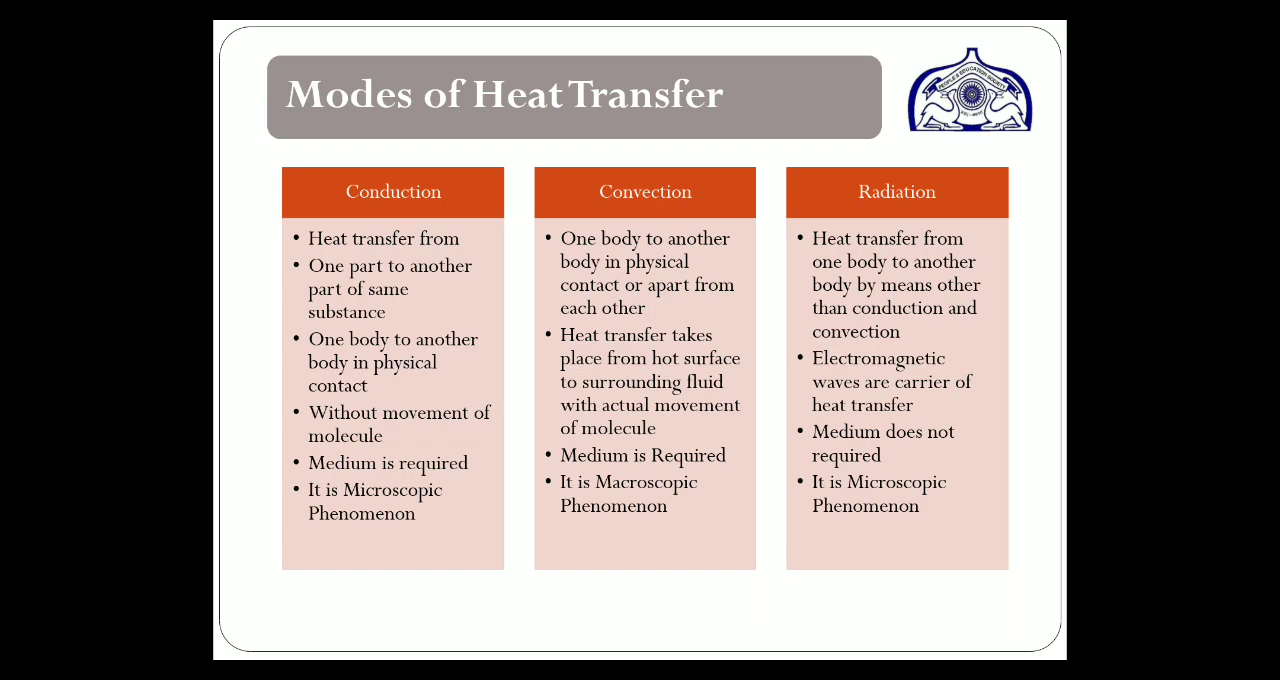 Modes of Heat Transfer
PEOPLE'S EDUCATION SOCIETY
Conduction
• Heat transfer from
• One part to another
part of same
substance
• One body to another
body in physical
contact
• Without movement of
molecule
• Medium is required
• It is Microscopic
Phenomenon
Convection
• One body to another
body in physical
contact or apart from
each other
• Heat transfer takes
place from hot surface
to surrounding fluid
with actual movement
of molecule
• Medium is Required
• It is Macroscopic
Phenomenon
Radiation
• Heat transfer from
one body to another
body by means other
than conduction and
convection
• Electromagnetic
waves are carrier of
heat transfer
• Medium does not
required
• It is Microscopic
Phenomenon